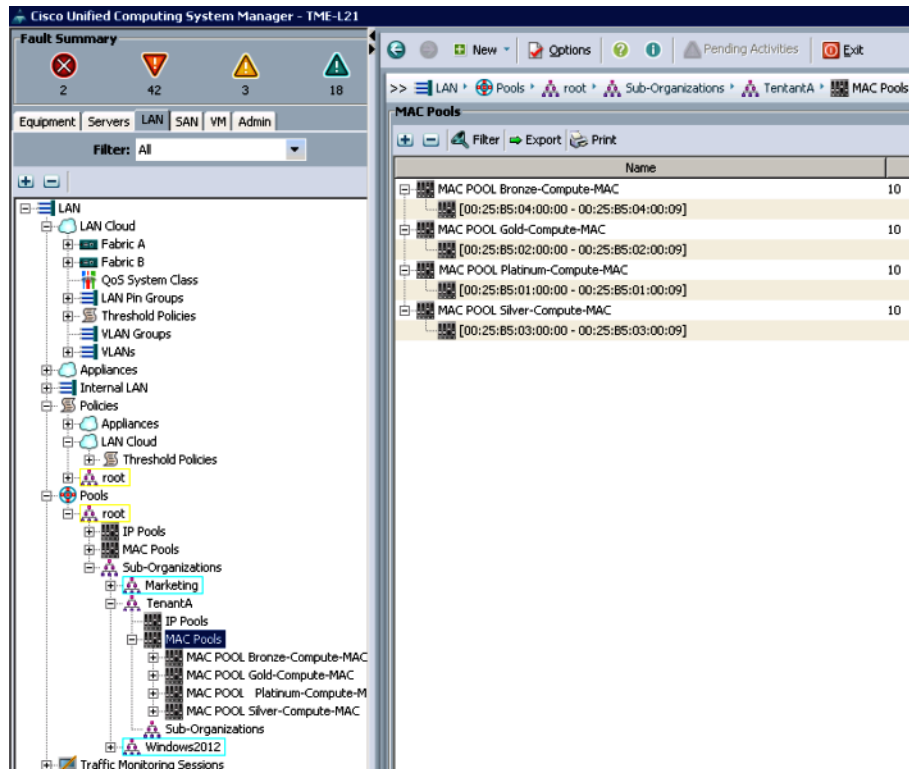 Cisco Unified Computing System Manager - TME-L21
Fault Summary
2 42 3 18
New Options Pending Activities Exit
>> LAN Pools root Sub-Organizations TentantA MAC Pools
Equipment Servers LAN SAN VM Admin
Filter: All
LAN
LAN Cloud
Fabric A
Fabric B
QoS System Class
LAN Pin Groups
Threshold Policies
VLAN Groups
VLANs
Appliances
Internal LAN
Policies
Appliances
LAN Cloud
Threshold Policies
root
Pools
root
IP Pools
MAC Pools
Sub-Organizations
Marketing
TenantA
IP Pools
MAC Pools
MAC POOL Bronze-Compute-MAC
MAC POOL Gold-Compute-MAC
MAC POOL Platinum-Compute-M
MAC POOL Silver-Compute-MAC
Sub-Organizations
Windows2012
Traffic Monitoring Sessions
MAC Pools
Filter Export Print
Name
MAC POOL Bronze-Compute-MAC 10
[00:25:B5:04:00:00 - 00:25:B5:04:00:09]
MAC POOL Gold-Compute-MAC 10
[00:25:B5:02:00:00 - 00:25:B5:02:00:09]
MAC POOL Platinum-Compute-MAC 10
[00:25:B5:01:00:00 - 00:25:B5:01:00:09]
MAC POOL Silver-Compute-MAC 10
[00:25:B5:03:00:00 - 00:25:B5:03:00:09]